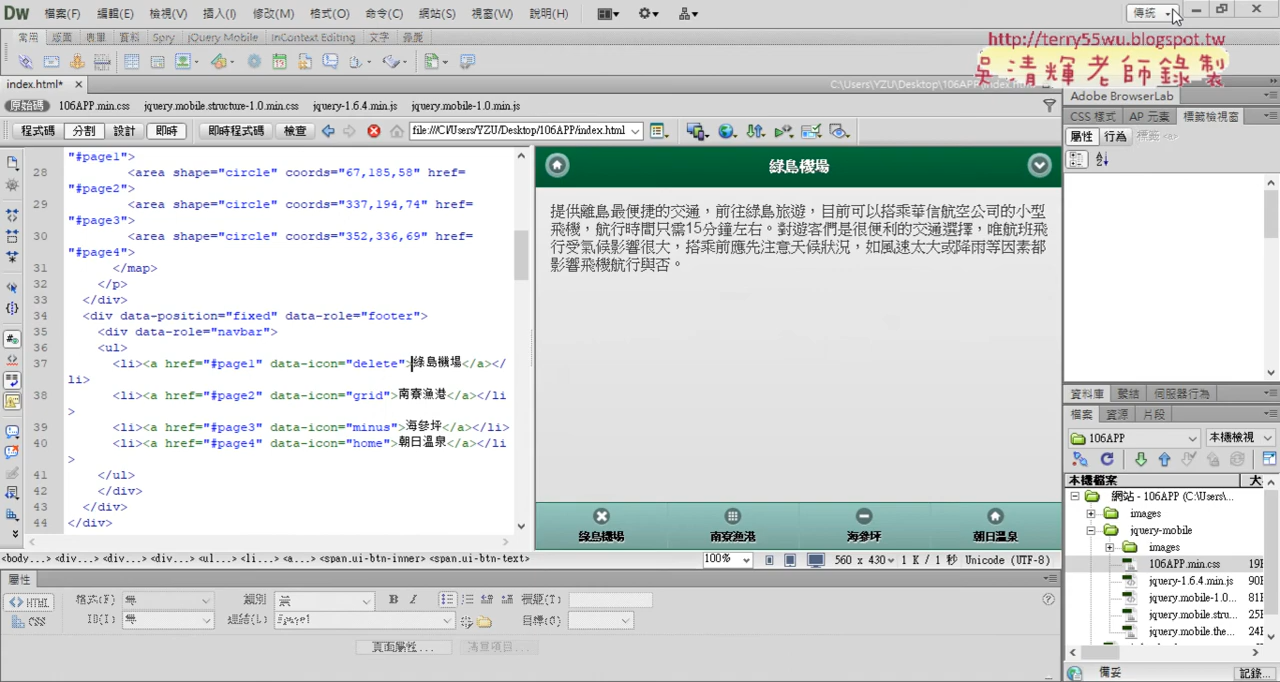 Dw 檔案(F) 編輯(E) 檢視(V) 插入(I) 修改(M) 格式(O) 命令(C) 網站(S) 視窗(W) 說明(H) 傳統
常用 版面 表單 資料 Spry jQuery Mobile InContext Editing 文字
http://terry55wu.blogspot.tw
吳清輝老師錄製
index.html*
C:\Users\YZU\Desktop\106APP\index.html
原始碼 106APP.min.css jquery.mobile.structure-1.0.min.css jquery-1.6.4.min.js jquery.mobile-1.0.min.js
Adobe BrowserLab
CSS 樣式 AP 元素 標籤檢視窗
程式碼 分割 設計 即時 即時程式碼 檢查 file:///C|/Users/YZU/Desktop/106APP/index.html
屬性 行為 標籤 <a>
"#page1">
28 <area shape="circle" coords="67,185,58" href=
"#page2">
29 <area shape="circle" coords="337,194,74" href=
"#page3">
30 <area shape="circle" coords="352,336,69" href=
"#page4">
31 </map>
32 </p>
33 </div>
34 <div data-position="fixed" data-role="footer">
35 <div data-role="navbar">
36 <ul>
37 <li><a href="#page1" data-icon="delete">綠島機場</a></
li>
38 <li><a href="#page2" data-icon="grid">南寮漁港</a></li
>
39 <li><a href="#page3" data-icon="minus">海參坪</a></li>
40 <li><a href="#page4" data-icon="home">朝日溫泉</a></li
>
41 </ul>
42 </div>
43 </div>
44 </div>
綠島機場
提供離島最便捷的交通，前往綠島旅遊，目前可以搭乘華信航空公司的小型
飛機，航行時間只需15分鐘左右。對遊客們是很便利的交通選擇，唯航班飛
行受氣候影響很大，搭乘前應先注意天候狀況，如風速太大或降雨等因素都
影響飛機航行與否。
綠島機場 南寮漁港 海參坪 朝日溫泉
<body...> <div...> <div...> <div...> <ul...> <li...> <a...> <span.ui-btn-inner> <span.ui-btn-text>
100% 560 x 430 1 K / 1 秒 Unicode (UTF-8)
屬性
HTML 格式(F) 無 類別 無 B I 標題(T)
CSS ID(I) 無 連結(L) #page1 目標(G)
頁面屬性... 清單項目...
資料庫 繫結 伺服器行為
檔案 資源 片段
106APP 本機檢視
本機檔案 大
網站 - 106APP (C:\Users\...
images
jquery-mobile
images
106APP.min.css 19
jquery-1.6.4.min.js 90
jquery.mobile-1.0... 81
jquery.mobile.stru... 25
jquery.mobile.the... 24
備妥 記錄...